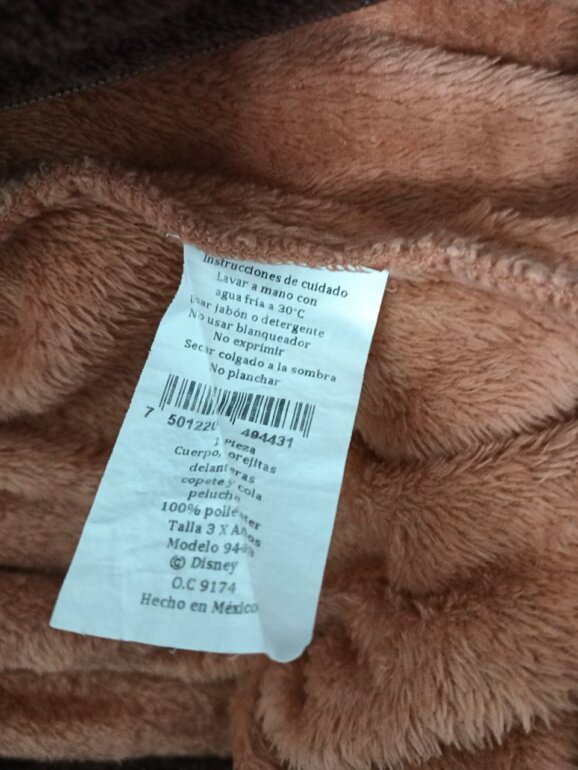 Instrucciones de cuidado
Lavar a mano con
agua fría a 30°C
Usar jabón o detergente
No usar blanqueador
No exprimir
Secar colgado a la sombra
No planchar
7 501220 494431
1 Pieza
Cuerpo, orejitas
delanteras
copete y cola
peluche
100% poliéster
Talla 3 X Años
Modelo
© Disney
O.C 9174
Hecho en México